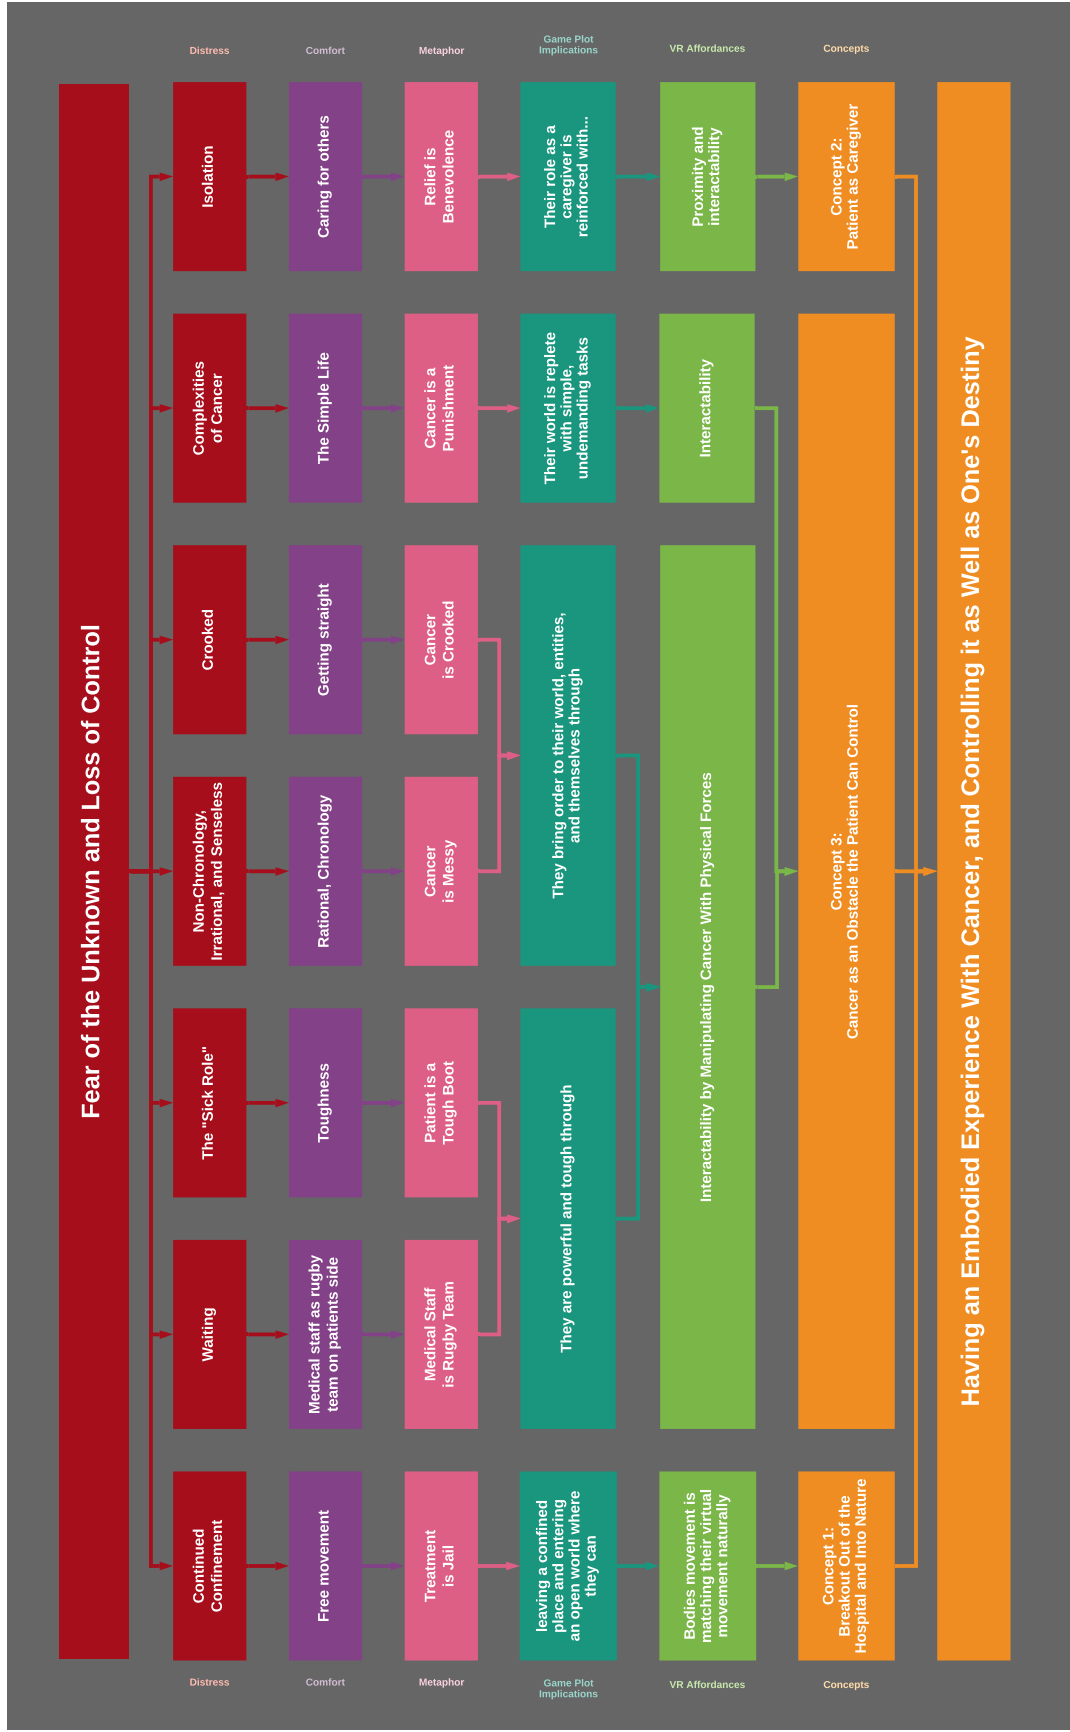 Distress
Comfort
Metaphor
Game Plot
Implications
VR Affordances
Concepts
Fear of the Unknown and Loss of Control
Isolation
Caring for others
Relief is
Benevolence
Their role as a
caregiver is
reinforced with...
Proximity and
interactability
Concept 2:
Patient as Caregiver
Complexities
of Cancer
The Simple Life
Cancer is a
Punishment
Their world is replete
with simple,
undemanding tasks
Interactability
Crooked
Getting straight
Cancer
is Crooked
Non-Chronology,
Irrational, and Senseless
Rational, Chronology
Cancer
is Messy
They bring order to their world, entities,
and themselves through
The "Sick Role"
Toughness
Patient is a
Tough Boot
Waiting
Medical staff as rugby
team on patients side
Medical Staff
is Rugby Team
They are powerful and tough through
Interactability by Manipulating Cancer With Physical Forces
Concept 3:
Cancer as an Obstacle the Patient Can Control
Continued
Confinement
Free movement
Treatment
is Jail
leaving a confined
place and entering
an open world where
they can
Bodies movement is
matching their virtual
movement naturally
Concept 1:
Breakout Out of the
Hospital and Into Nature
Having an Embodied Experience With Cancer, and Controlling it as Well as One's Destiny
Distress
Comfort
Metaphor
Game Plot
Implications
VR Affordances
Concepts